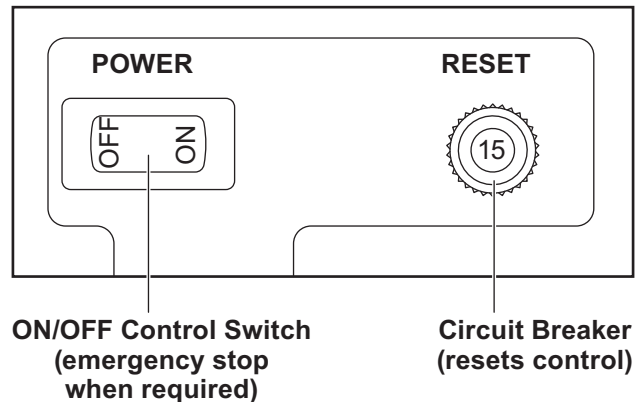 POWER
RESET
OFF
ON
15
ON/OFF Control Switch
(emergency stop
when required)
Circuit Breaker
(resets control)